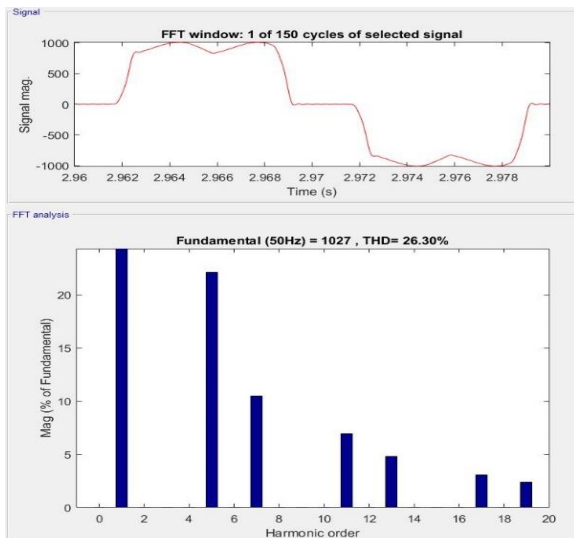 Signal
FFT window: 1 of 150 cycles of selected signal
Signal mag.
1000
500
0
-500
-1000
2.96 2.962 2.964 2.966 2.968 2.97 2.972 2.974 2.976 2.978
Time (s)
FFT analysis
Fundamental (50Hz) = 1027 , THD= 26.30%
Mag (% of Fundamental)
20
15
10
5
0
0 2 4 6 8 10 12 14 16 18 20
Harmonic order